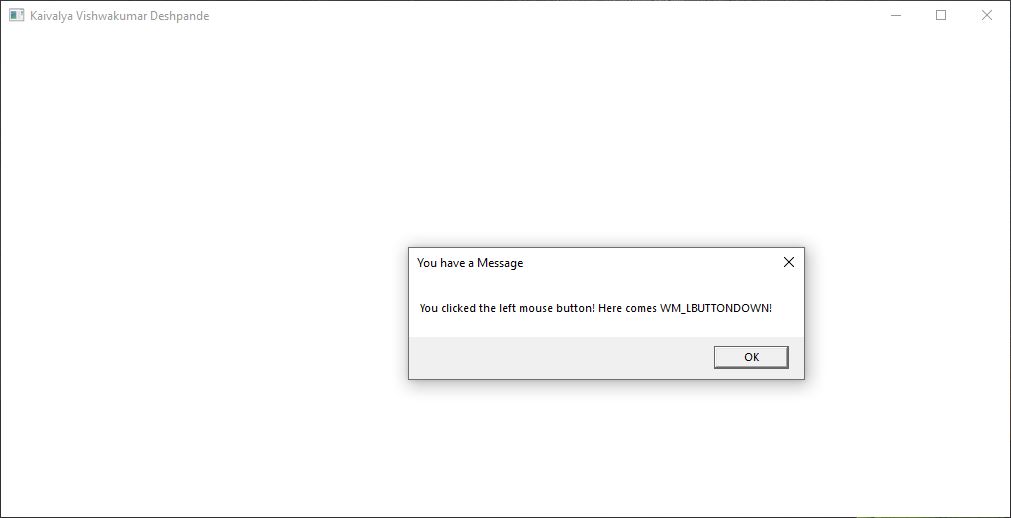 Kaivalya Vishwakumar Deshpande
You have a Message
You clicked the left mouse button! Here comes WM_LBUTTONDOWN!
OK